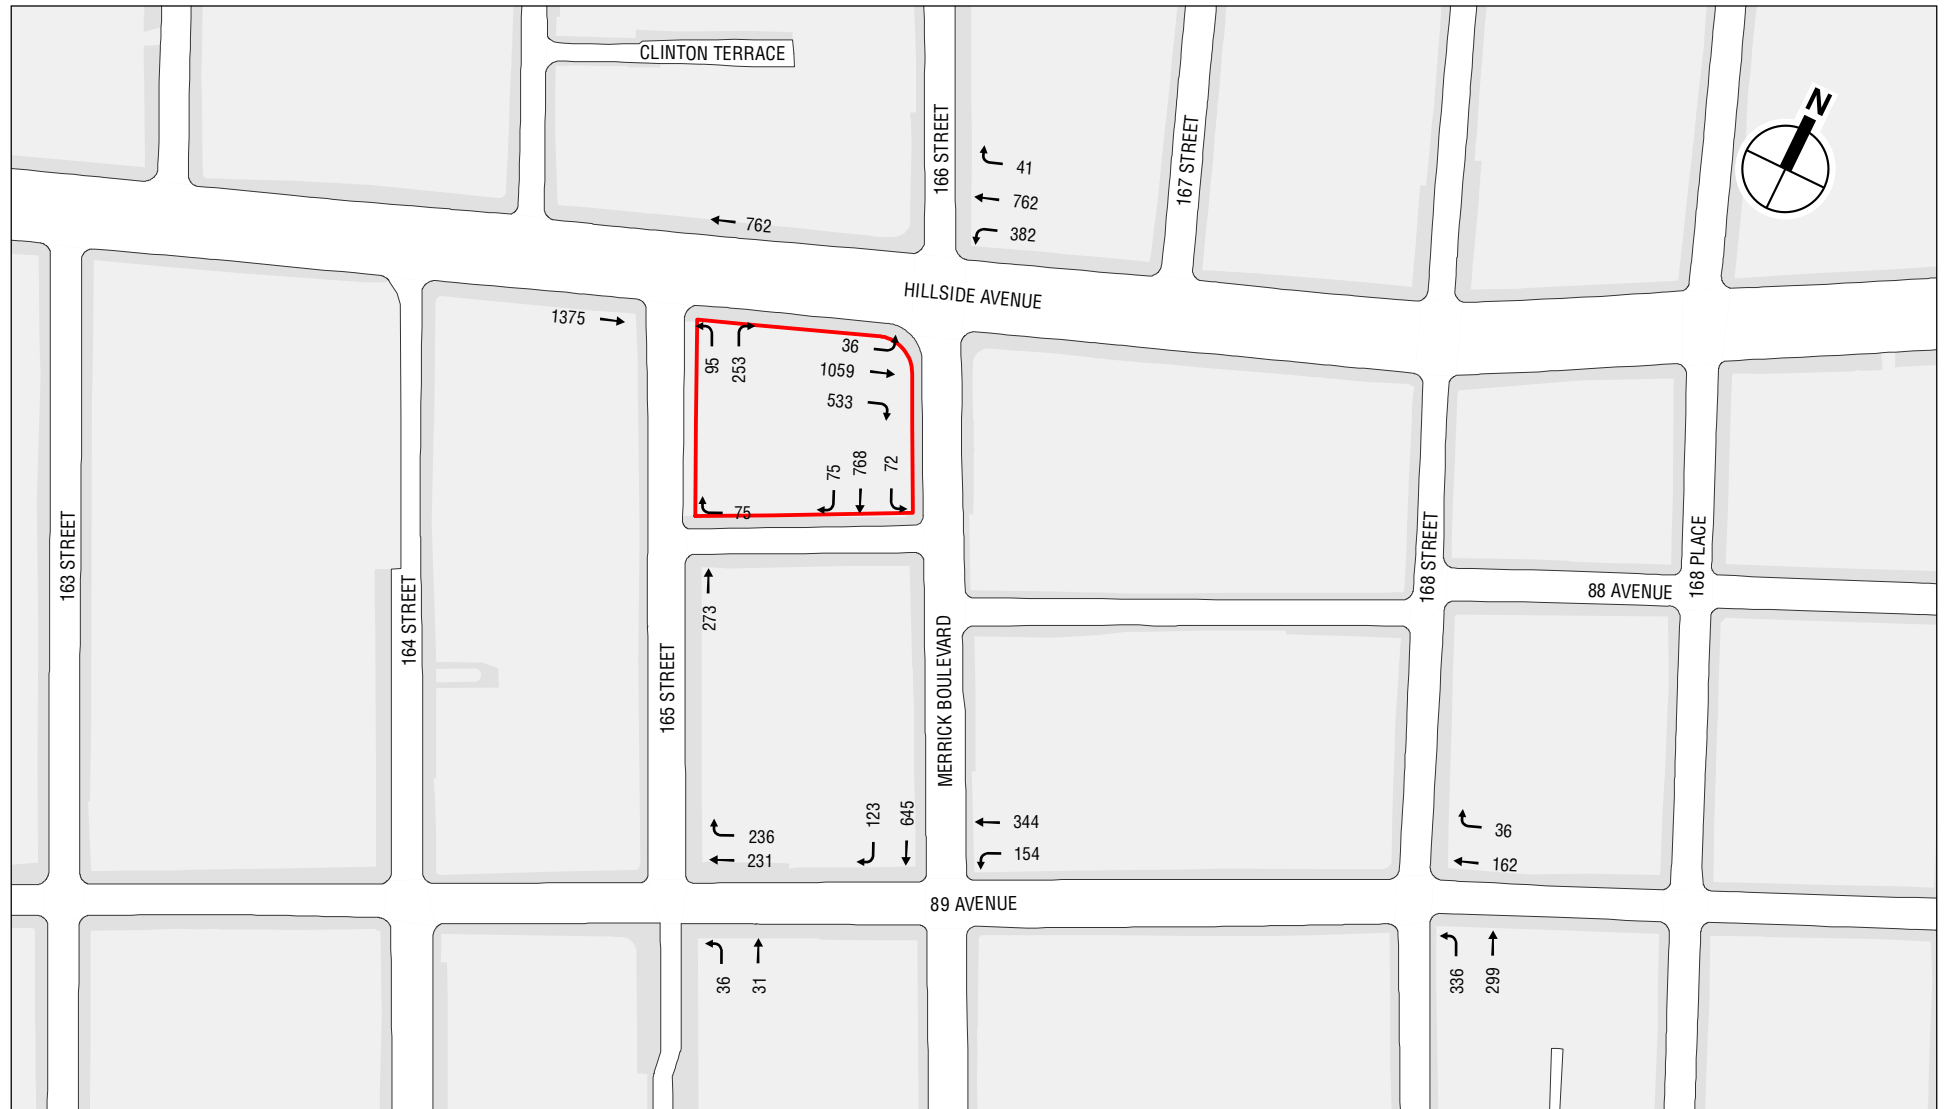 CLINTON TERRACE
N
166 STREET
167 STREET
41
762
382
762
HILLSIDE AVENUE
1375
95
253
36
1059
533
75
768
72
75
163 STREET
164 STREET
165 STREET
273
MERRICK BOULEVARD
168 STREET
168 PLACE
88 AVENUE
236
231
123
645
344
154
36
162
89 AVENUE
36
31
336
299